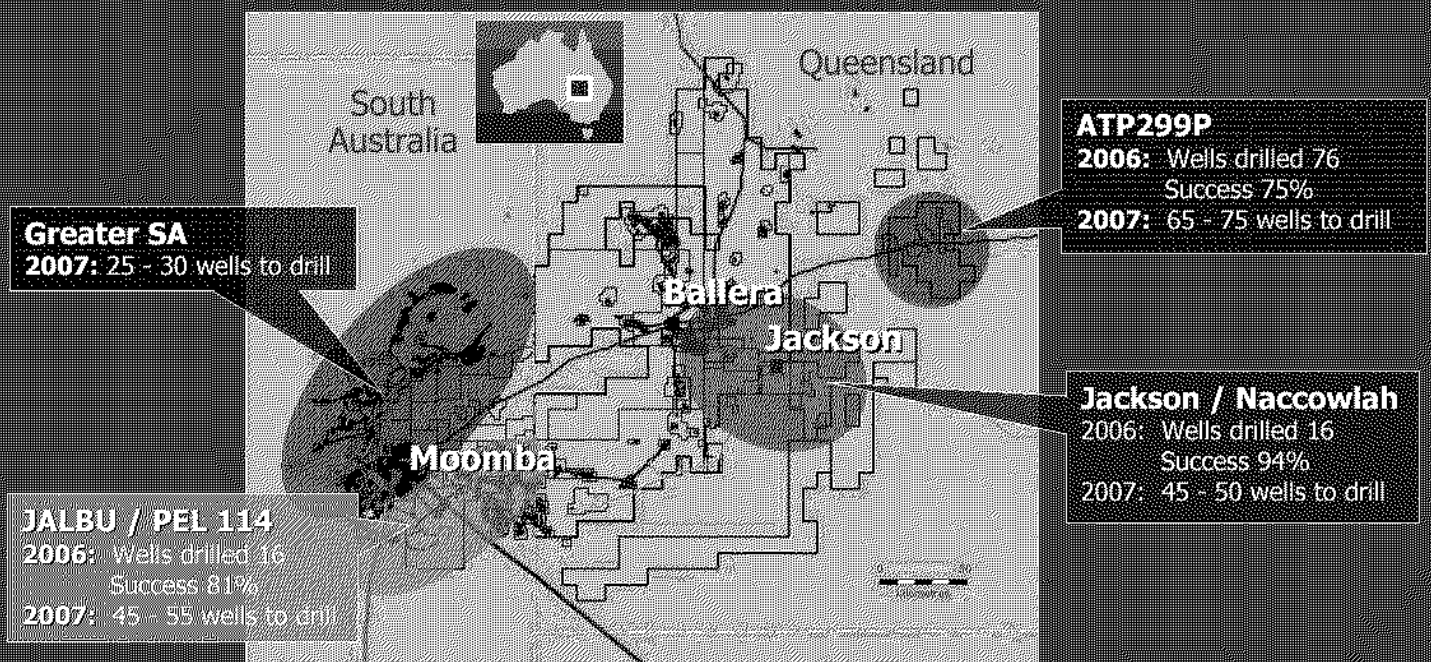 South
Australia
Queensland
ATP299P
2006: Wells drilled 76
Success 75%
2007: 65 - 75 wells to drill
Greater SA
2007: 25 - 30 wells to drill
Ballera
Jackson
Jackson / Naccowlah
2006: Wells drilled 16
Success 94%
2007: 45 - 50 wells to drill
Moomba
JALBU / PEL 114
2006: Wells drilled 16
Success 81%
2007: 45 - 55 wells to drill
kilometres